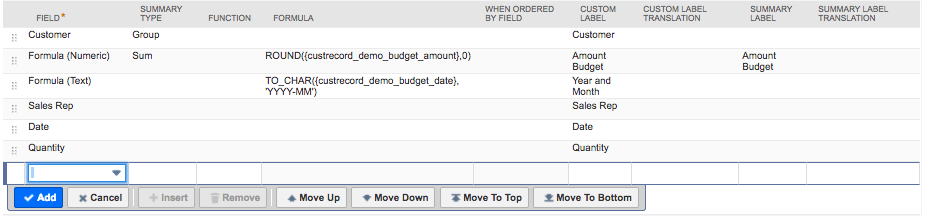 FIELD* SUMMARY TYPE FUNCTION FORMULA WHEN ORDERED BY FIELD CUSTOM LABEL CUSTOM LABEL TRANSLATION SUMMARY LABEL SUMMARY LABEL TRANSLATION
Customer Group Customer
Formula (Numeric) Sum ROUND({custrecord_demo_budget_amount},0) Amount Budget Amount Budget
Formula (Text) TO_CHAR({custrecord_demo_budget_date}, 'YYYY-MM') Year and Month
Sales Rep Sales Rep
Date Date
Quantity Quantity
Add Cancel Insert Remove Move Up Move Down Move To Top Move To Bottom